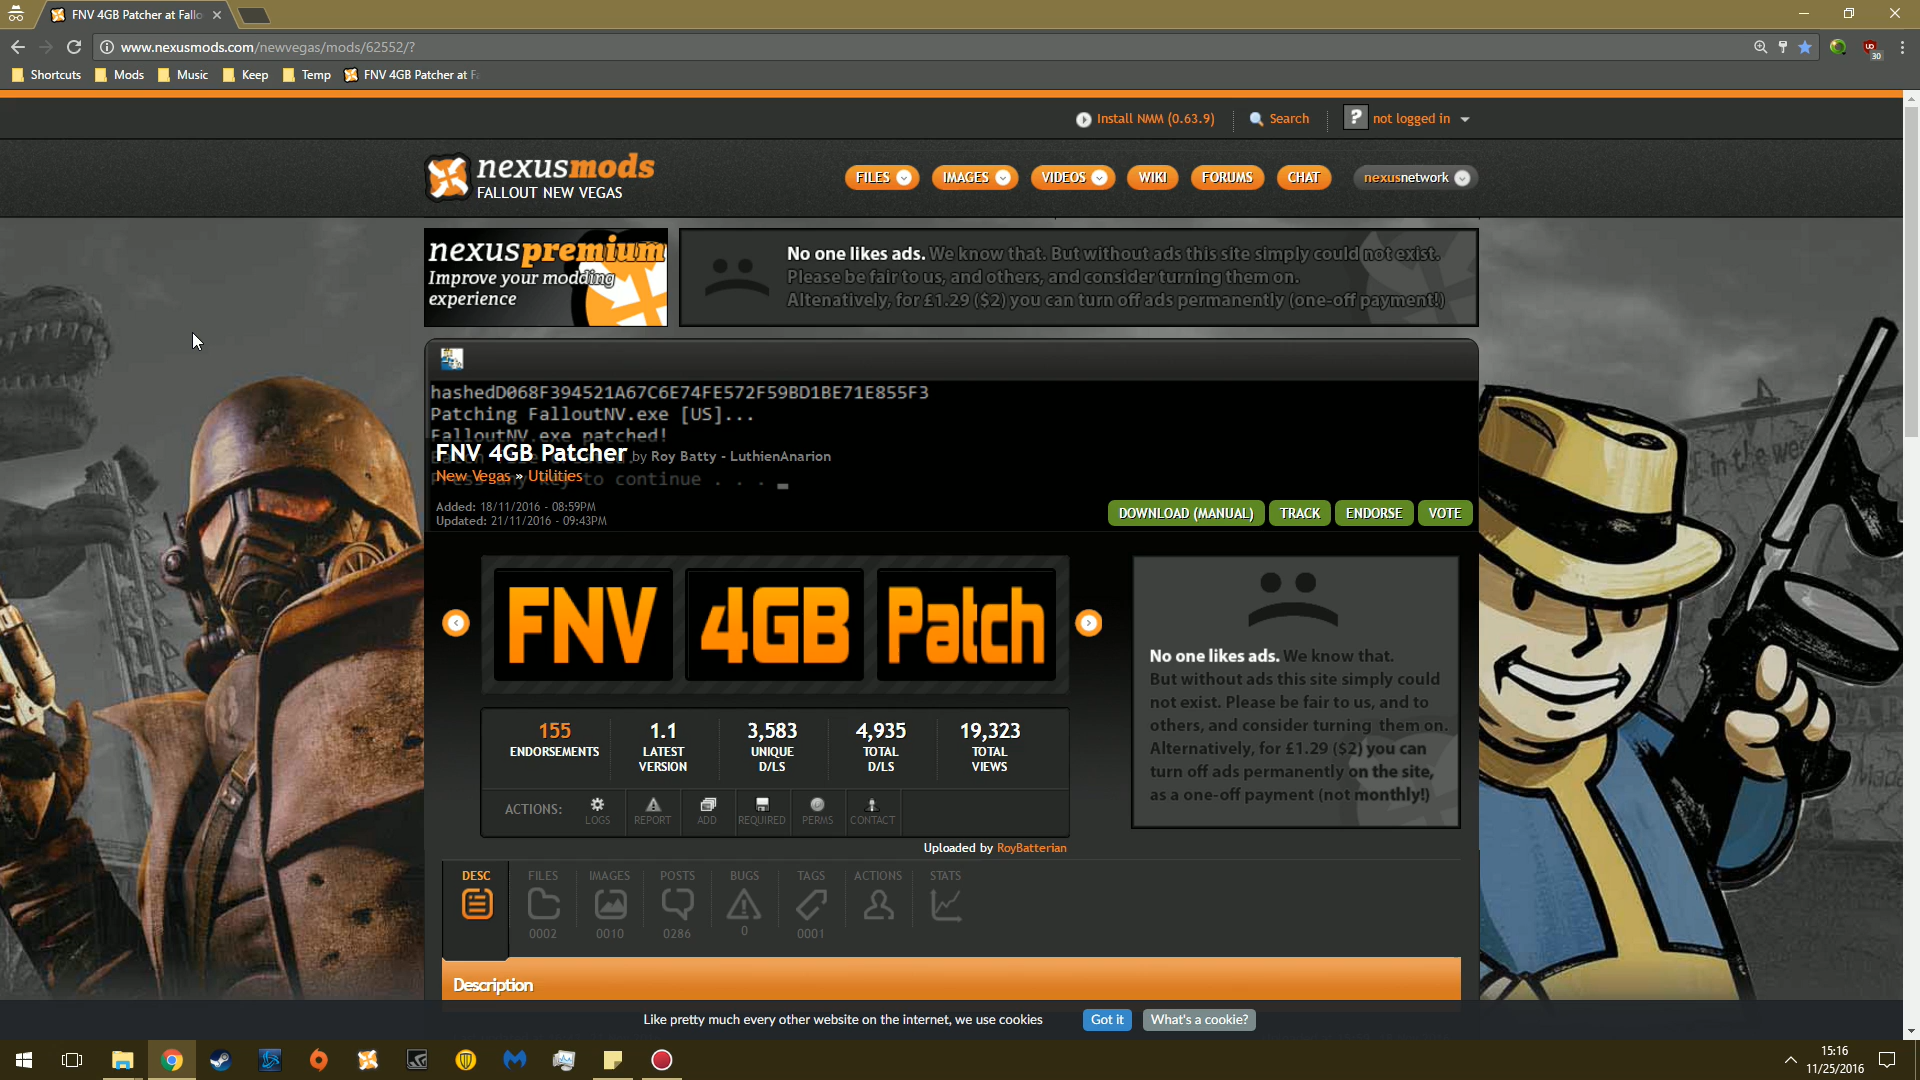 FNV 4GB Patcher at Fallo
www.nexusmods.com/newvegas/mods/62552/?
30
Shortcuts
Mods
Music
Keep
Temp
FNV 4GB Patcher at Fa
Install NMM (0.63.9)
Search
?
not logged in
nexusmods
FALLOUT NEW VEGAS
FILES
IMAGES
VIDEOS
WIKI
FORUMS
CHAT
nexusnetwork
nexuspremium
Improve your modding
experience
No one likes ads. We know that. But without ads this site simply could not exist.
Please be fair to us, and others, and consider turning them on.
Altenatively, for £1.29 ($2) you can turn off ads permanently (one-off payment!)
hashedD068F394521A67C6E74FE572F59BD1BE71E855F3
Patching FalloutNV.exe [US]...
FalloutNV.exe patched!
FNV 4GB Patcher by Roy Batty - LuthienAnarion
New Vegas » Utilities
to continue . . .
Added: 18/11/2016 - 08:59PM
Updated: 21/11/2016 - 09:43PM
DOWNLOAD (MANUAL)
TRACK
ENDORSE
VOTE
FNV
4GB
Patch
No one likes ads. We know that.
But without ads this site simply could
not exist. Please be fair to us, and to
others, and consider turning them on.
Alternatively, for £1.29 ($2) you can
turn off ads permanently on the site,
as a one-off payment (not monthly!)
155
ENDORSEMENTS
1.1
LATEST
VERSION
3,583
UNIQUE
D/LS
4,935
TOTAL
D/LS
19,323
TOTAL
VIEWS
ACTIONS:
LOGS
REPORT
ADD
REQUIRED
PERMS
CONTACT
Uploaded by RoyBatterian
DESC
FILES
0002
IMAGES
0010
POSTS
0286
BUGS
0
TAGS
0001
ACTIONS
STATS
Description
Like pretty much every other website on the internet, we use cookies
Got it
What's a cookie?
15:16
11/25/2016